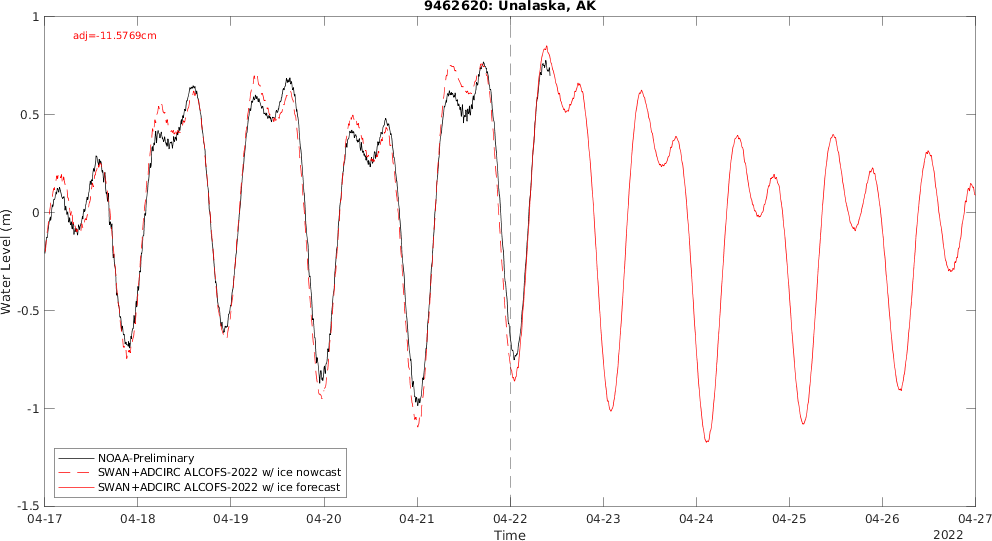 9462620: Unalaska, AK
adj=-11.5769cm
Water Level (m)
1
0.5
0
-0.5
-1
-1.5
NOAA-Preliminary
SWAN+ADCIRC ALCOFS-2022 w/ ice nowcast
SWAN+ADCIRC ALCOFS-2022 w/ ice forecast
04-17 04-18 04-19 04-20 04-21 04-22 04-23 04-24 04-25 04-26 04-27
Time
2022